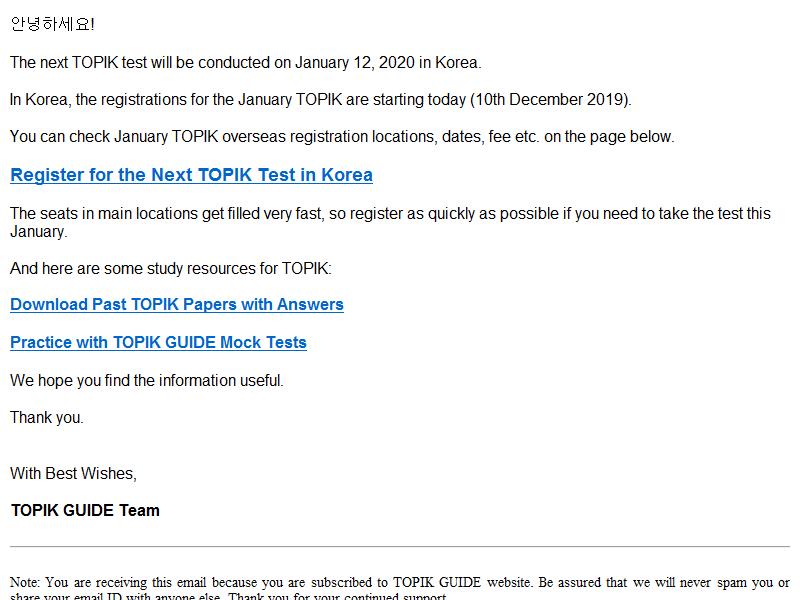 안녕하세요!
The next TOPIK test will be conducted on January 12, 2020 in Korea.
In Korea, the registrations for the January TOPIK are starting today (10th December 2019).
You can check January TOPIK overseas registration locations, dates, fee etc. on the page below.
Register for the Next TOPIK Test in Korea
The seats in main locations get filled very fast, so register as quickly as possible if you need to take the test this
January.
And here are some study resources for TOPIK:
Download Past TOPIK Papers with Answers
Practice with TOPIK GUIDE Mock Tests
We hope you find the information useful.
Thank you.
With Best Wishes,
TOPIK GUIDE Team
Note: You are receiving this email because you are subscribed to TOPIK GUIDE website. Be assured that we will never spam you or
share your email ID with anyone else. Thank you for your continued support.